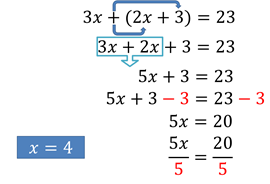 3x + (2x + 3) = 23
3x + 2x + 3 = 23
5x + 3 = 23
5x + 3 − 3 = 23 − 3
5x = 20
5x/5 = 20/5
x = 4